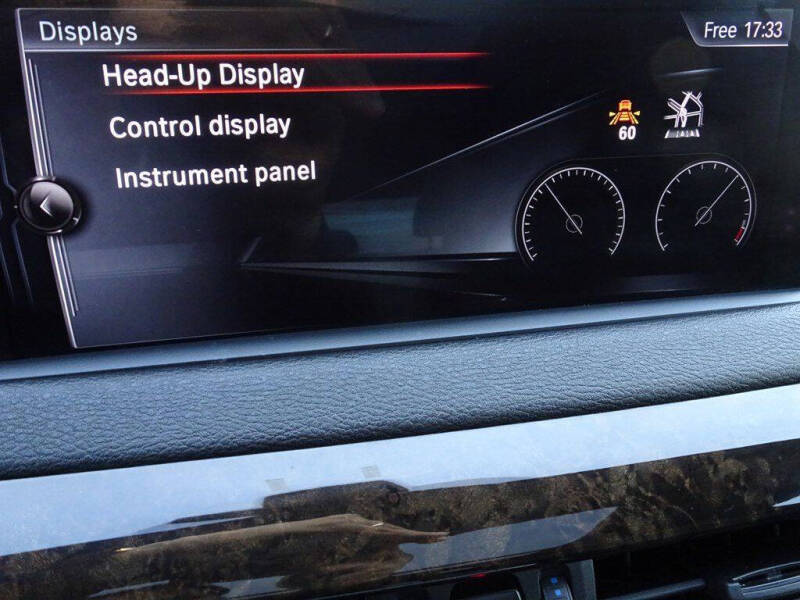 Displays
Free 17:33
Head-Up Display
Control display
Instrument panel
60